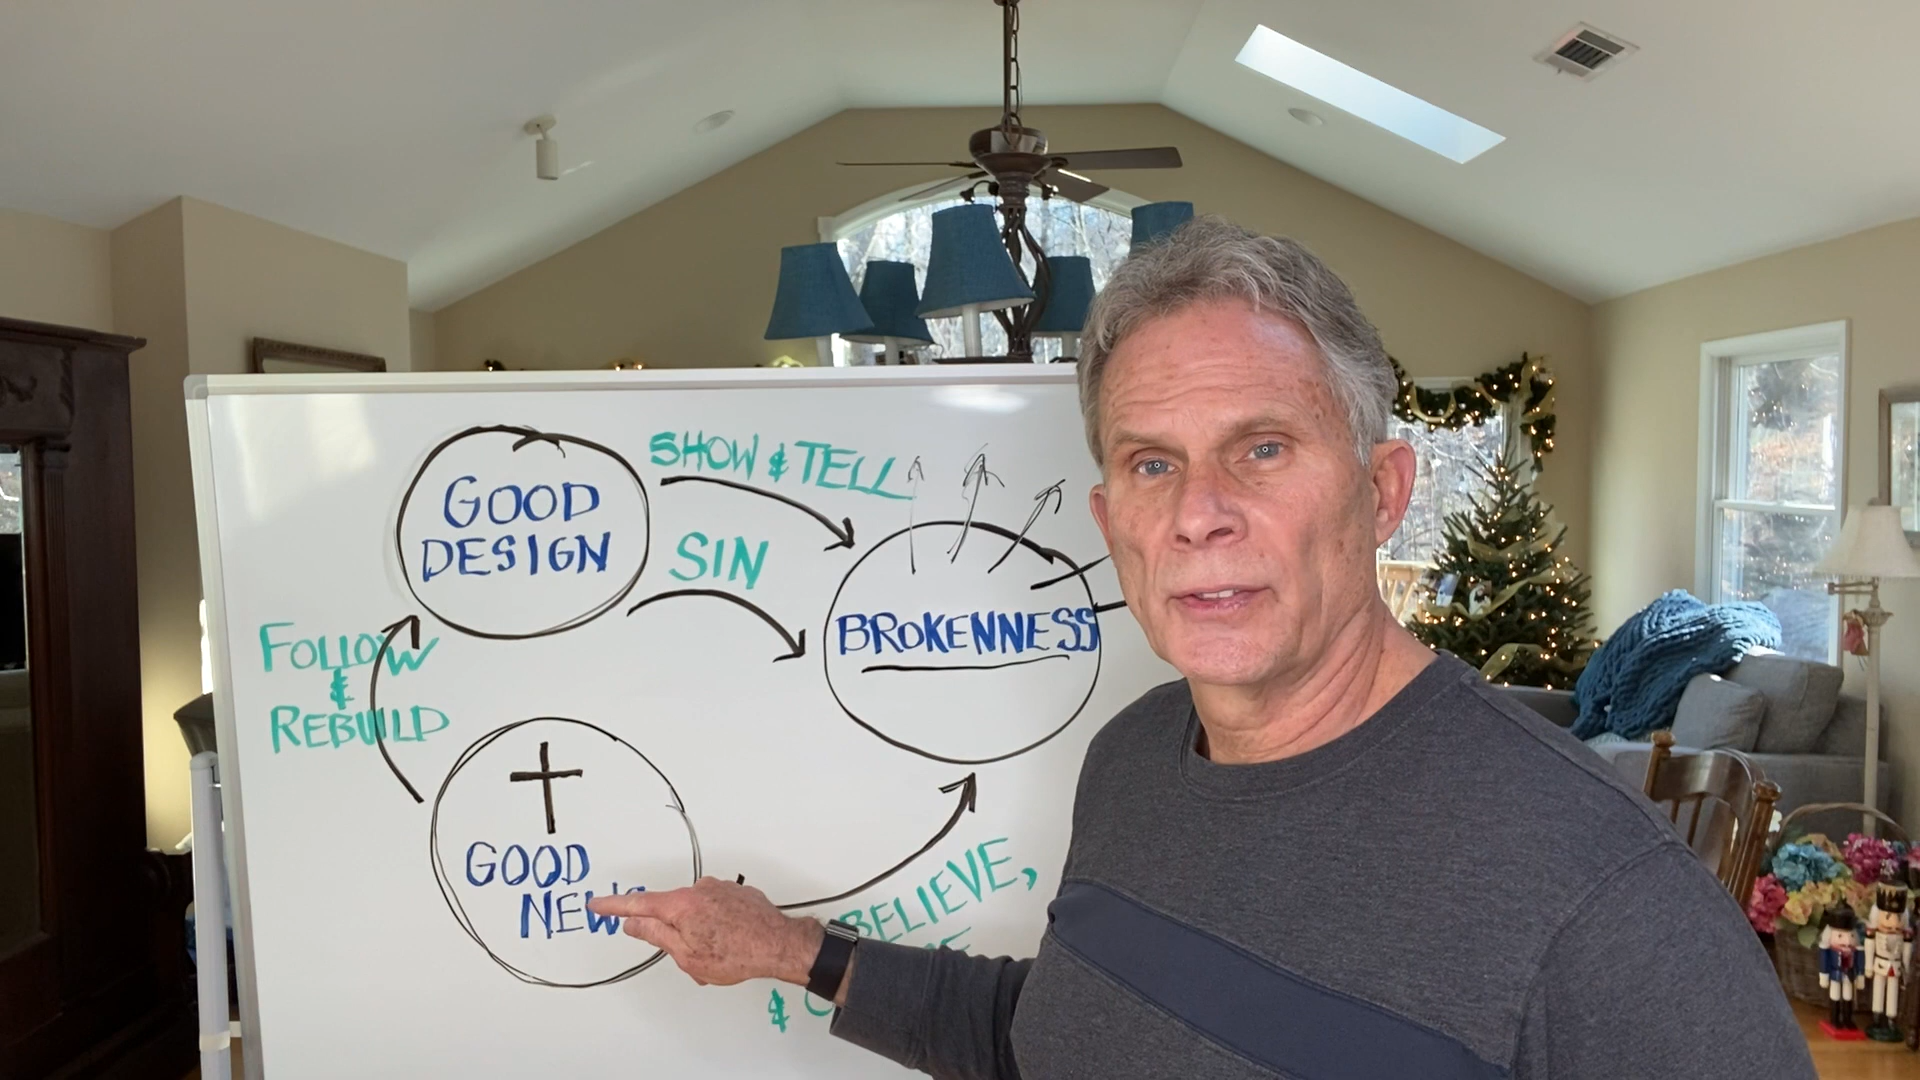 SHOW & TELL
GOOD
DESIGN
SIN
BROKENNESS
FOLLOW
&
REBUILD
GOOD
NEWS
BELIEVE,
&